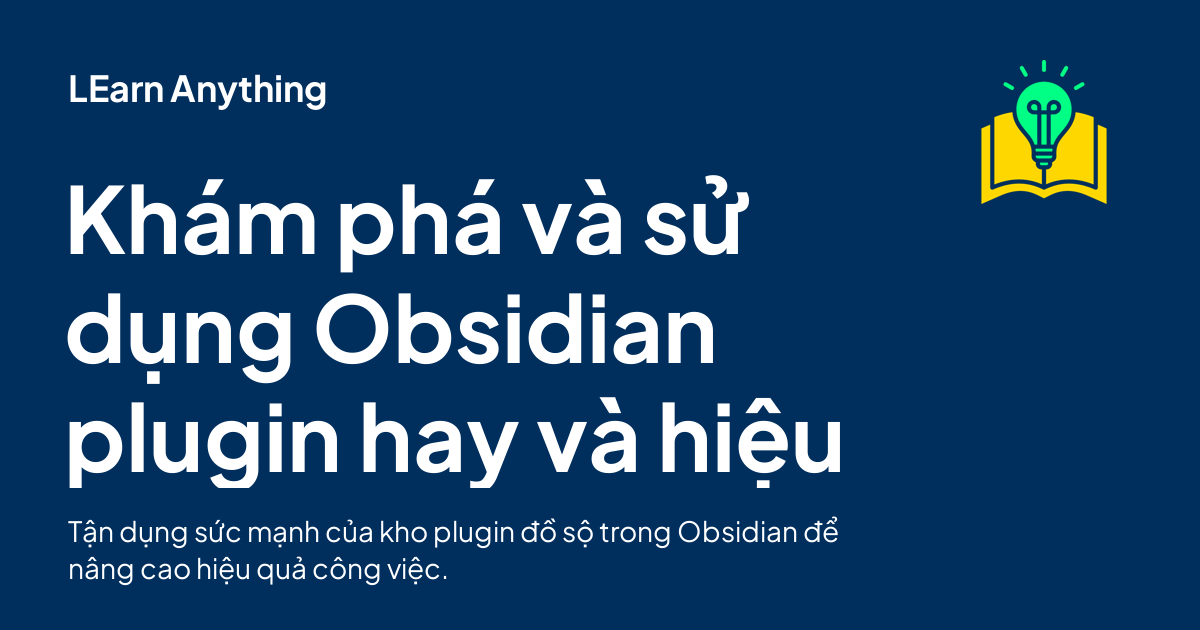 LEarn Anything
Khám phá và sử
dụng Obsidian
plugin hay và hiệu
Tận dụng sức mạnh của kho plugin đồ sộ trong Obsidian để
nâng cao hiệu quả công việc.